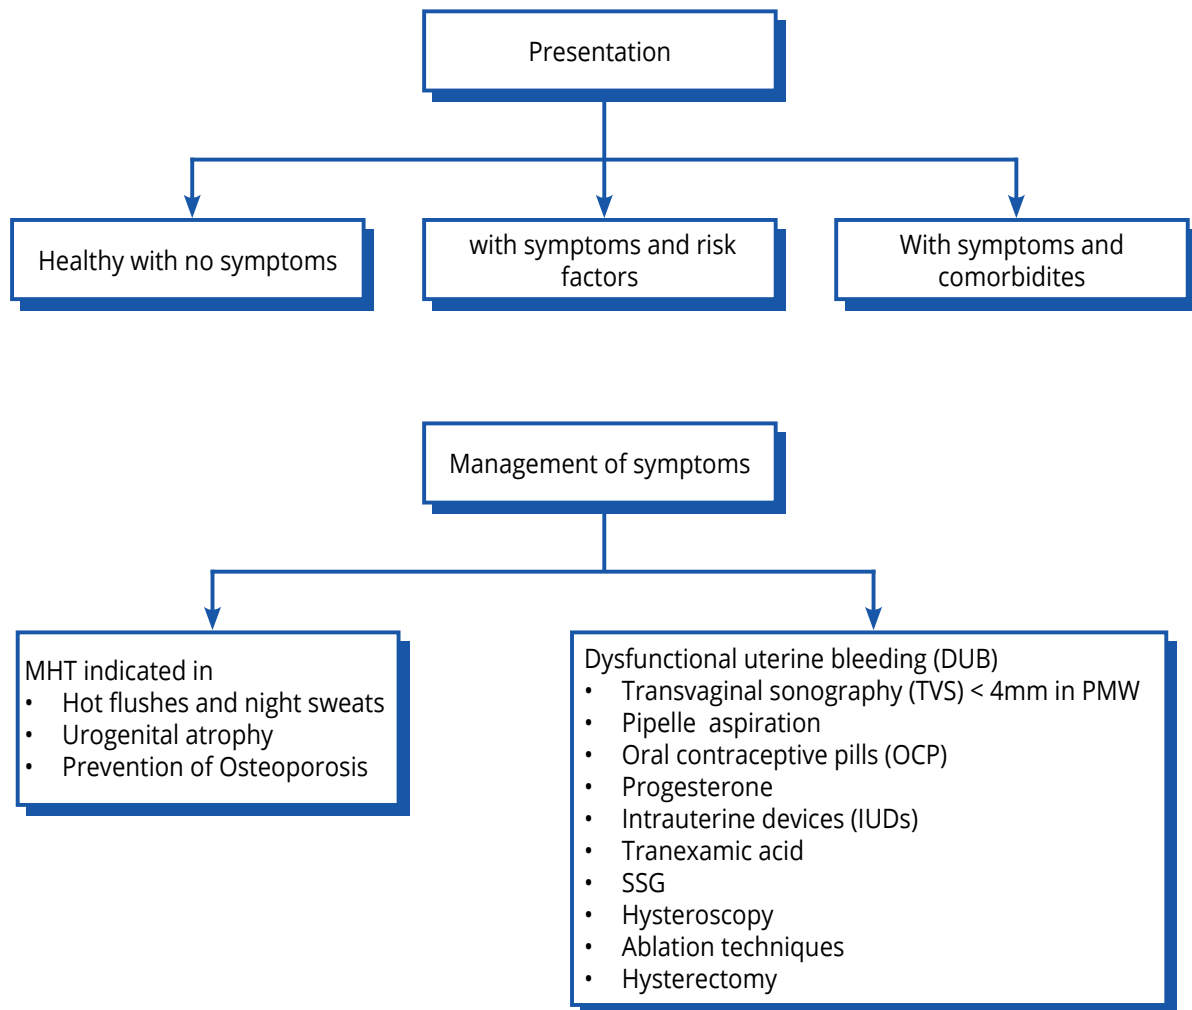 Presentation
Healthy with no symptoms
with symptoms and risk
factors
With symptoms and
comorbidites
Management of symptoms
MHT indicated in
• Hot flushes and night sweats
• Urogenital atrophy
• Prevention of Osteoporosis
Dysfunctional uterine bleeding (DUB)
• Transvaginal sonography (TVS) < 4mm in PMW
• Pipelle aspiration
• Oral contraceptive pills (OCP)
• Progesterone
• Intrauterine devices (IUDs)
• Tranexamic acid
• SSG
• Hysteroscopy
• Ablation techniques
• Hysterectomy